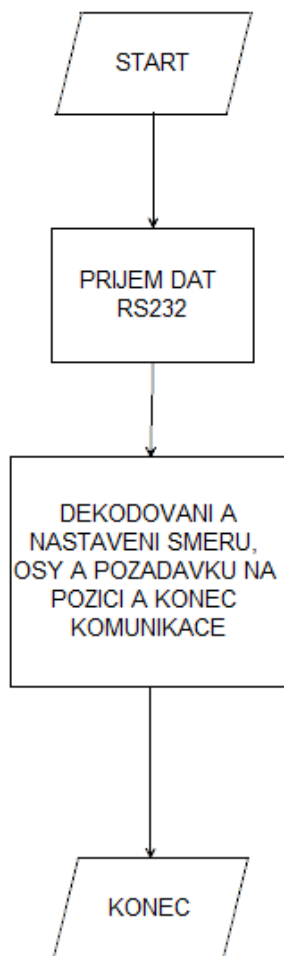 START
PRIJEM DAT
RS232
DEKODOVANI A
NASTAVENI SMERU,
OSY A POZADAVKU NA
POZICI A KONEC
KOMUNIKACE
KONEC